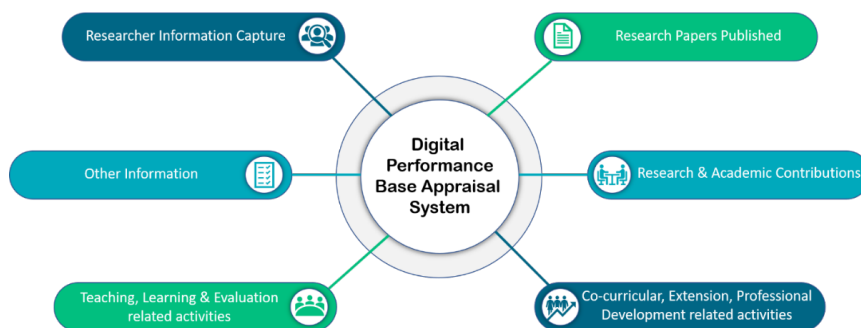 Researcher Information Capture
Research Papers Published
Digital
Performance
Base Appraisal
System
Other Information
Research & Academic Contributions
Teaching, Learning & Evaluation
related activities
Co-curricular, Extension, Professional
Development related activities